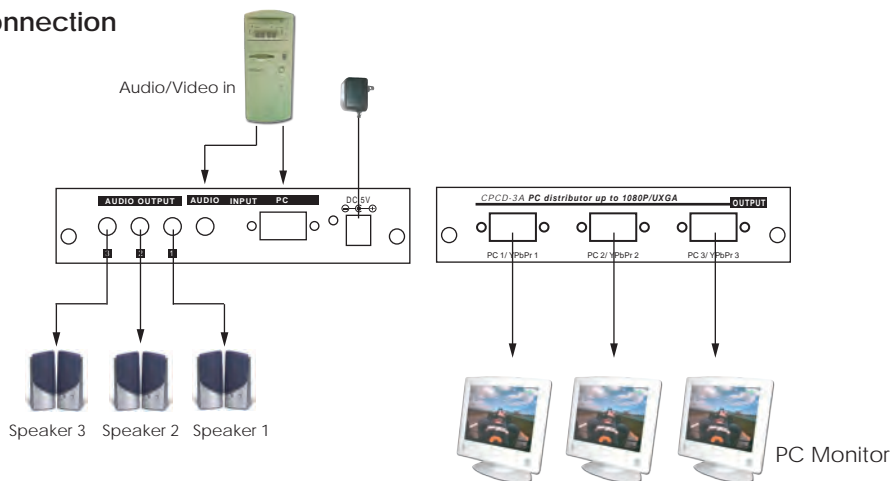 onnection
Audio/Video in
AUDIO OUTPUT AUDIO INPUT PC DC 5V
3 2 1
Speaker 3 Speaker 2 Speaker 1
CPCD-3A PC distributor up to 1080P/UXGA OUTPUT
PC 1/ YPbPr 1 PC 2/ YPbPr 2 PC 3/ YPbPr 3
PC Monitor